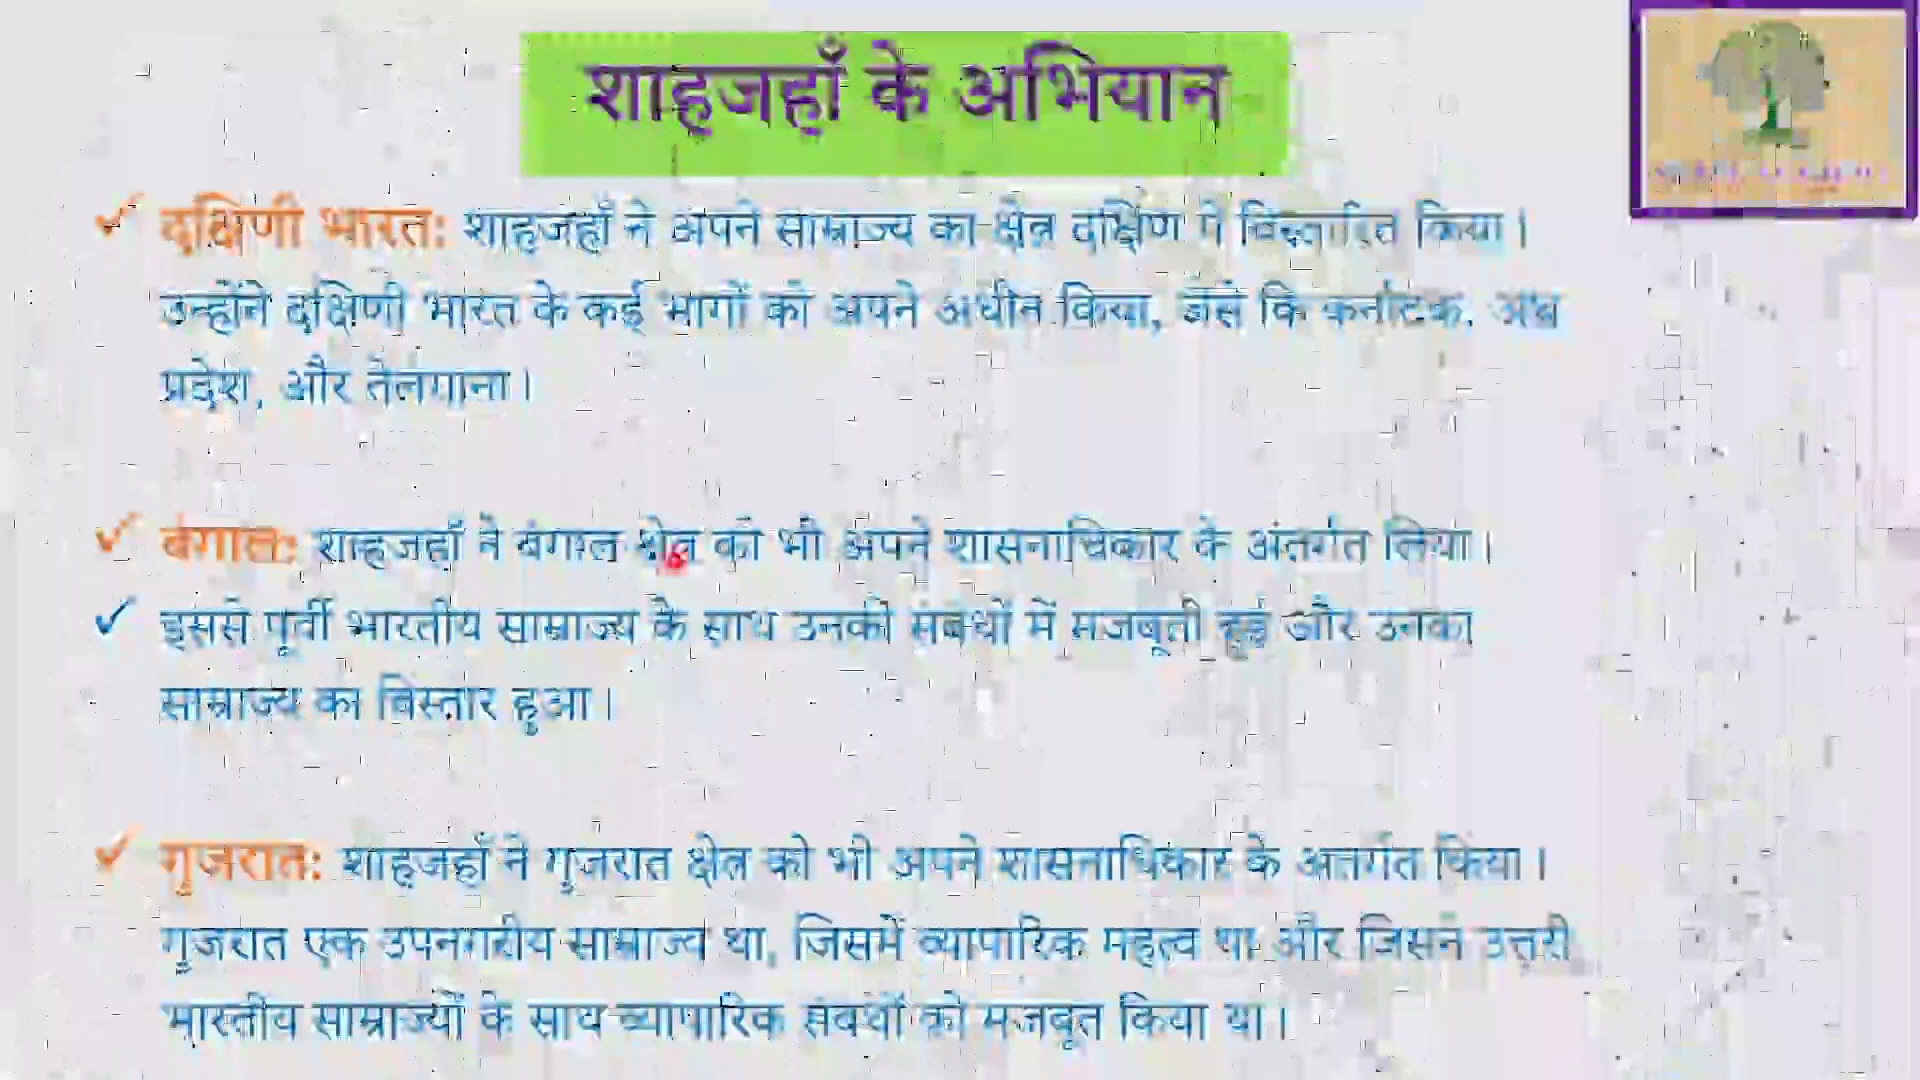 शाहजहाँ के अभियान
✓ दक्षिणी भारत: शाहजहाँ ने अपने साम्राज्य का क्षेत्र दक्षिण में विस्तारित किया।
उन्होंने दक्षिणी भारत के कई भागों को अपने अधीन किया, जैसे कि कर्नाटक, आंध्र
प्रदेश, और तेलंगाना।
✓ बंगाल: शाहजहाँ ने बंगाल क्षेत्र को भी अपने शासनाधिकार के अंतर्गत लिया।
✓ इससे पूर्वी भारतीय साम्राज्य के साथ उनकी संबंधों में मजबूती हुई और उनका
साम्राज्य का विस्तार हुआ।
✓ गुजरात: शाहजहाँ ने गुजरात क्षेत्र को भी अपने शासनाधिकार के अंतर्गत किया।
गुजरात एक उपनगरीय साम्राज्य था, जिसमें व्यापारिक महत्व था और जिसने उत्तरी
भारतीय साम्राज्यों के साथ व्यापारिक संबंधों को मजबूत किया था।